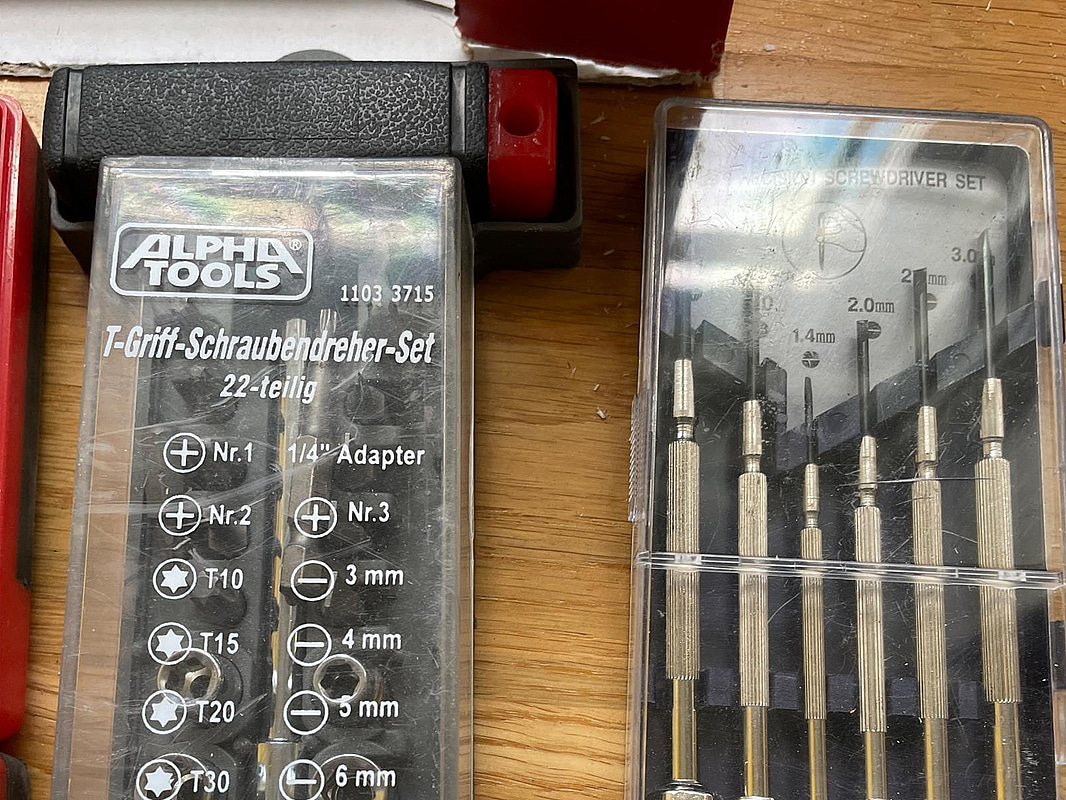 ALPHA®
TOOLS
1103 3715
T-Griff-Schraubendreher-Set
22-teilig
Nr.1 1/4" Adapter
Nr.2 Nr.3
T10 3 mm
T15 4 mm
T20 5 mm
T30 6 mm
SCREWDRIVER SET
3.0
2.0mm
1.4mm